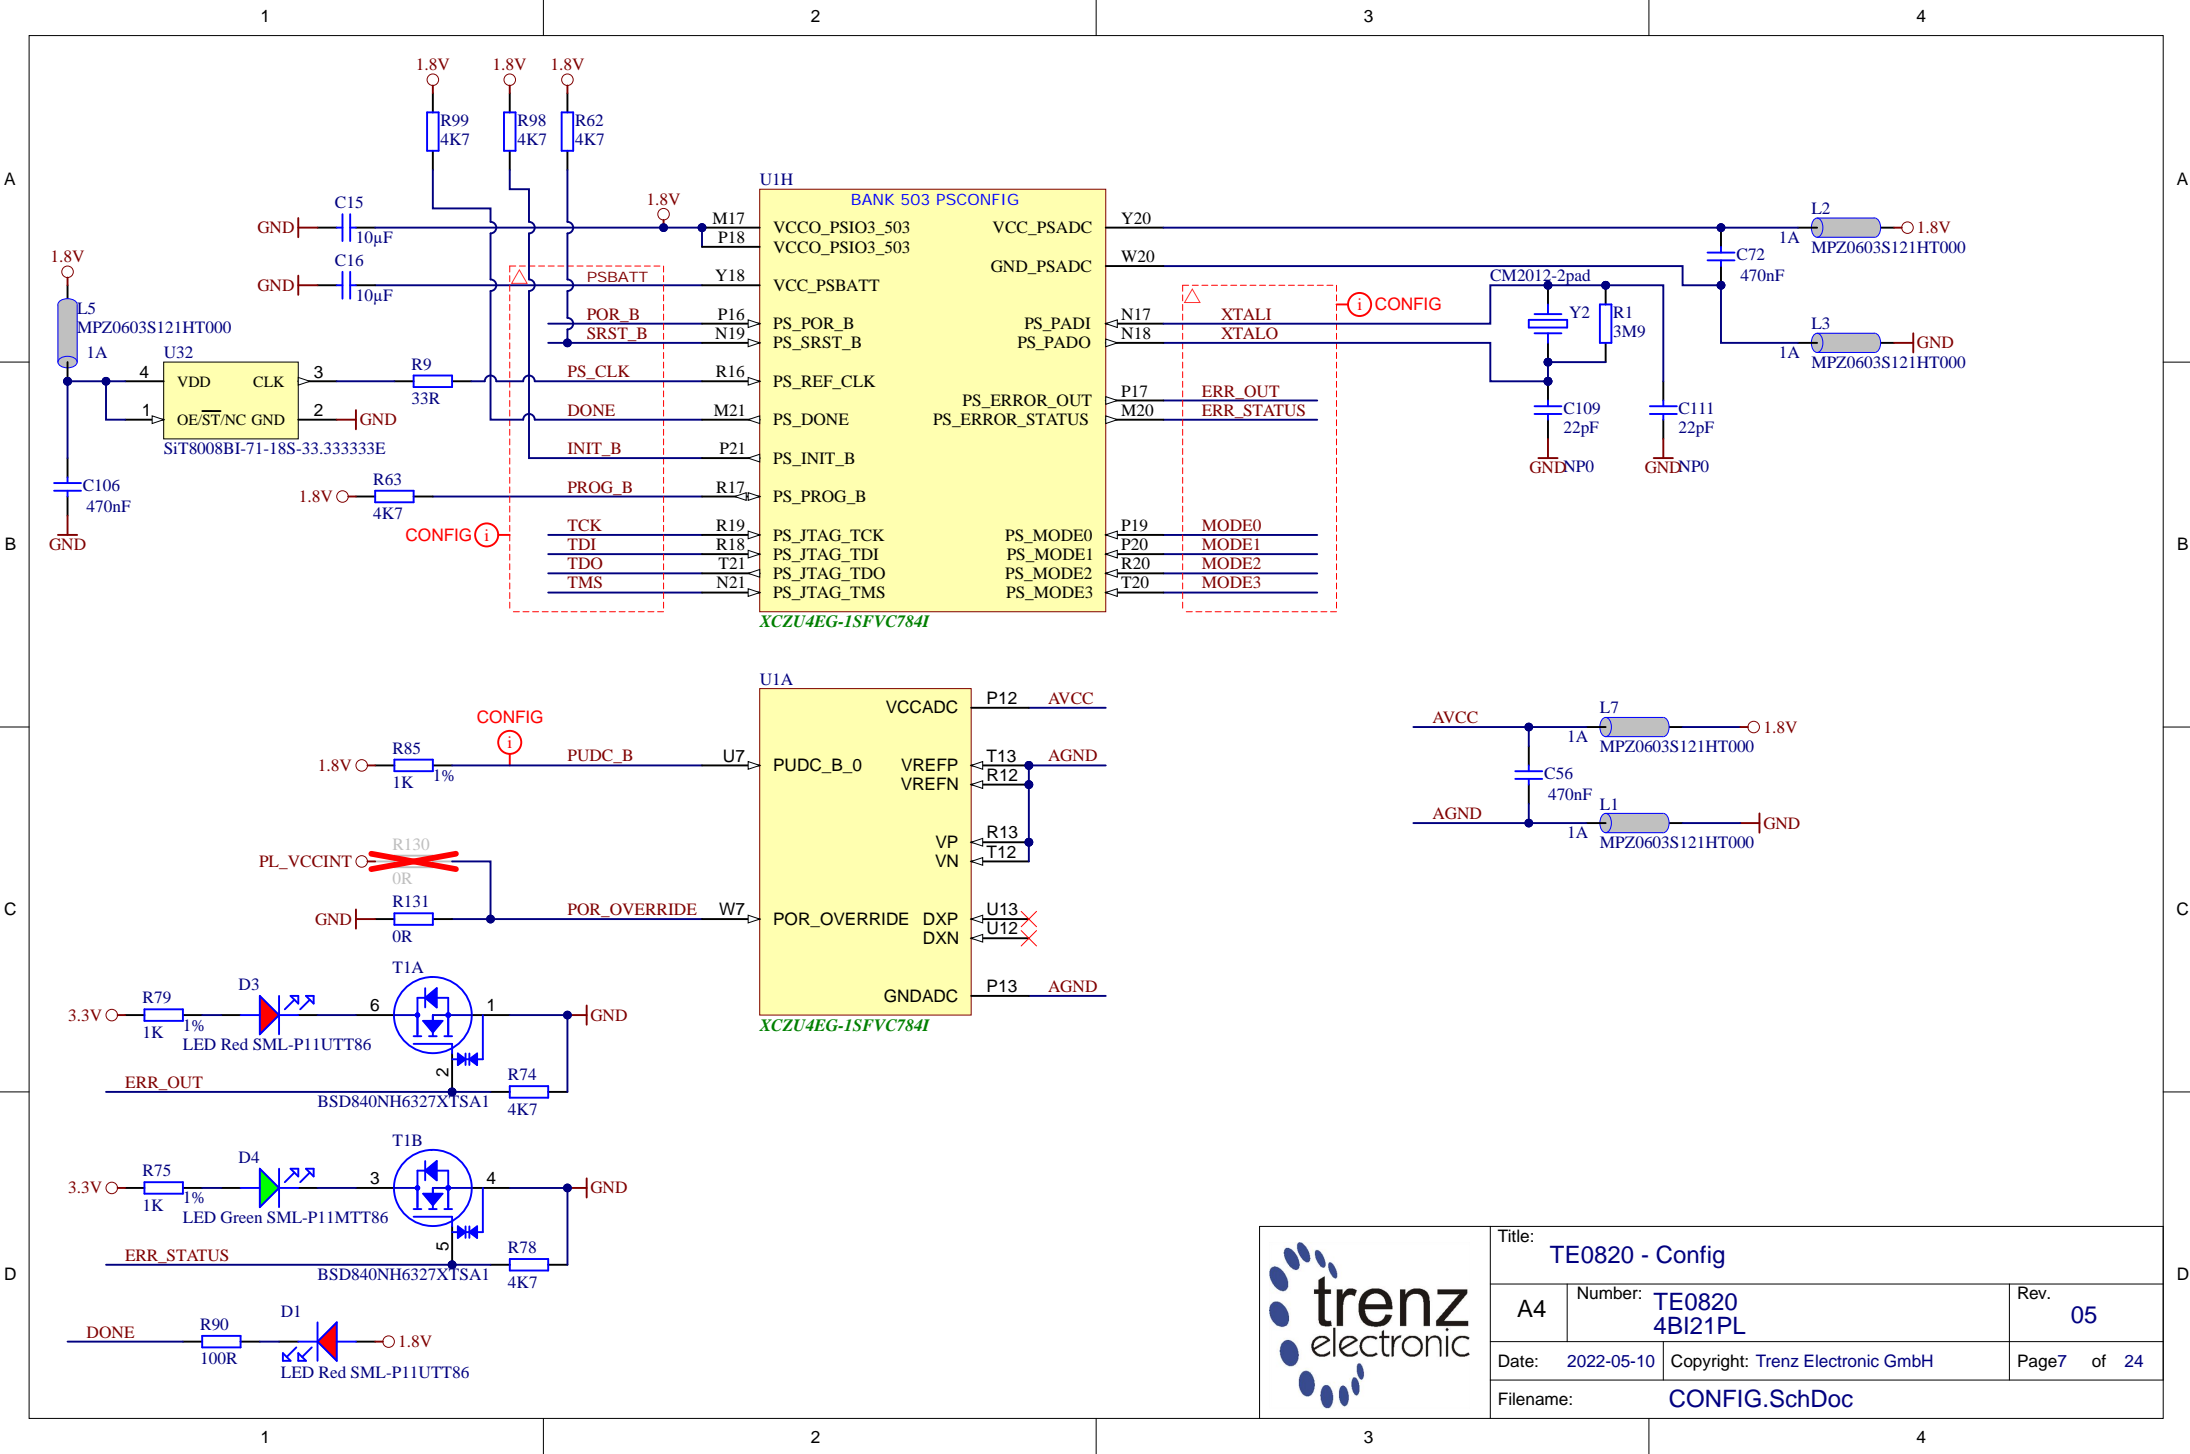 1 2 3 4
A A
B B
C C
D D
1.8V 1.8V 1.8V
R99 R98 R62
4K7 4K7 4K7
U1H
BANK 503 PSCONFIG
C15 1.8V
GND 10µF M17 VCCO_PSIO3_503 VCC_PSADC Y20
P18 VCCO_PSIO3_503
L2
1A 1.8V
MPZ0603S121HT000
C72
470nF
1.8V
C16
GND 10µF PSBATT Y18 VCC_PSBATT GND_PSADC W20
CM2012-2pad
L5
MPZ0603S121HT000
1A
POR_B P16 PS_POR_B PS_PADI N17 XTALI
SRST_B N19 PS_SRST_B PS_PADO N18 XTALO
CONFIG
Y2 R1
3M9
L3
1A GND
MPZ0603S121HT000
U32
4 VDD CLK 3
1 OE/ST/NC GND 2 GND
SiT8008BI-71-18S-33.333333E
R9
33R
PS_CLK R16 PS_REF_CLK
PS_ERROR_OUT P17 ERR_OUT
DONE M21 PS_DONE PS_ERROR_STATUS M20 ERR_STATUS
C109 C111
22pF 22pF
GND NP0 GND NP0
INIT_B P21 PS_INIT_B
C106
470nF
GND
1.8V R63
4K7
PROG_B R17 PS_PROG_B
CONFIG
TCK R19 PS_JTAG_TCK PS_MODE0 P19 MODE0
TDI R18 PS_JTAG_TDI PS_MODE1 P20 MODE1
TDO T21 PS_JTAG_TDO PS_MODE2 R20 MODE2
TMS N21 PS_JTAG_TMS PS_MODE3 T20 MODE3
XCZU4EG-1SFVC784I
U1A
VCCADC P12 AVCC
CONFIG
1.8V R85 1%
1K
PUDC_B U7 PUDC_B_0 VREFP T13 AGND
VREFN R12
AVCC L7
1A 1.8V
MPZ0603S121HT000
C56
470nF
AGND L1
1A GND
MPZ0603S121HT000
VP R13
VN T12
PL_VCCINT R130
0R
GND R131
0R
POR_OVERRIDE W7 POR_OVERRIDE DXP U13
DXN U12
GNDADC P13 AGND
XCZU4EG-1SFVC784I
T1A
3.3V R79 1% D3 6 1 GND
1K
LED Red SML-P11UTT86
2 R74
ERR_OUT
BSD840NH6327XTSA1 4K7
T1B
3.3V R75 1% D4 3 4 GND
1K
LED Green SML-P11MTT86
5 R78
ERR_STATUS
BSD840NH6327XTSA1 4K7
D1
DONE R90 1.8V
100R
LED Red SML-P11UTT86
trenz
electronic
Title:
TE0820 - Config
A4 Number: TE0820
4BI21PL
Rev.
05
Date: 2022-05-10 Copyright: Trenz Electronic GmbH Page7 of 24
Filename: CONFIG.SchDoc
1 2 3 4